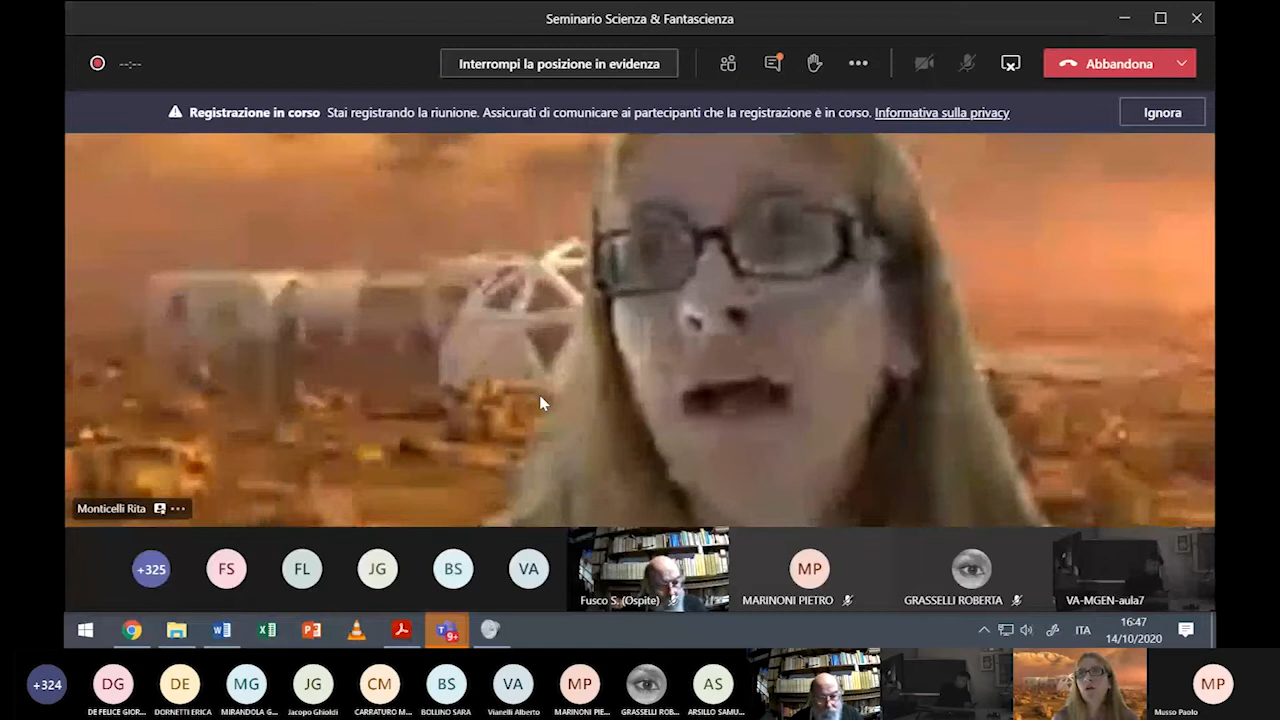 Seminario Scienza & Fantascienza
--:-- Interrompi la posizione in evidenza Abbandona
Registrazione in corso Stai registrando la riunione. Assicurati di comunicare ai partecipanti che la registrazione è in corso. Informativa sulla privacy Ignora
Monticelli Rita
+325 FS FL JG BS VA MP
Fusco S. (Ospite) MARINONI PIETRO GRASSELLI ROBERTA VA-MGEN-aula7
9+ ITA 16:47
14/10/2020
+324 DG DE MG JG CM BS VA MP AS MP
DE FELICE GIOR... DORNETTI ERICA MIRANDOLA G... Jacopo Ghioldi CARRATURO M... BOLLINO SARA Vianelli Alberto MARINONI PIE... GRASSELLI ROB... ARSILLO SAMU... Musso Paolo